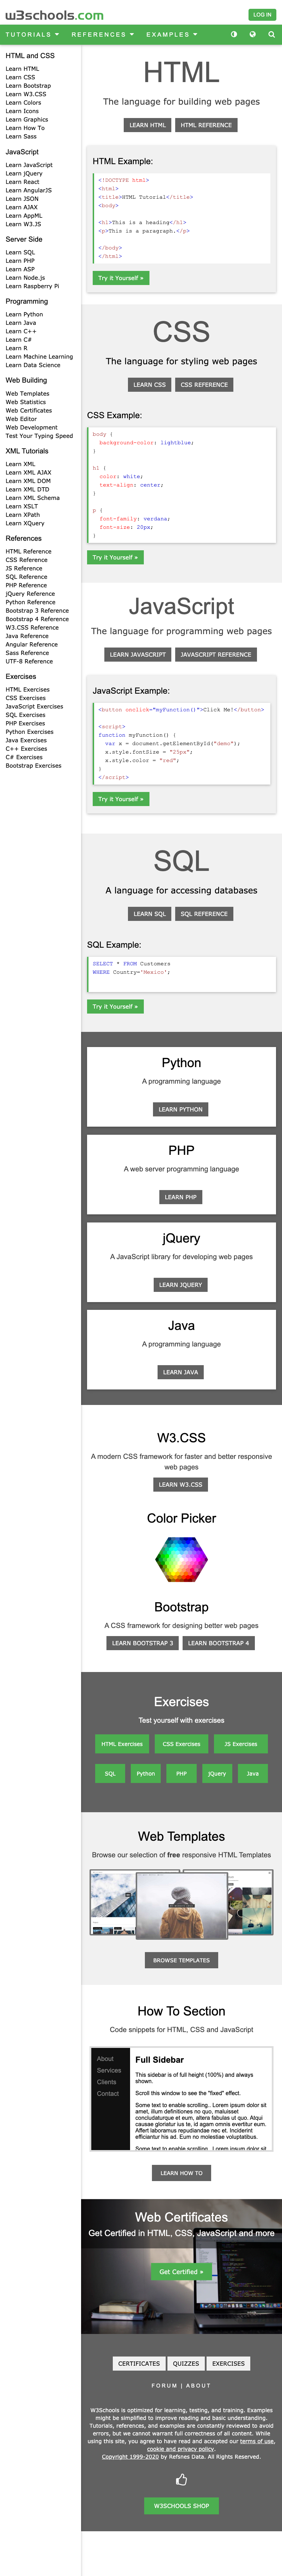 w3schools.com
LOG IN
TUTORIALS REFERENCES EXAMPLES
HTML and CSS
Learn HTML
Learn CSS
Learn Bootstrap
Learn W3.CSS
Learn Colors
Learn Icons
Learn Graphics
Learn How To
Learn Sass
JavaScript
Learn JavaScript
Learn jQuery
Learn React
Learn AngularJS
Learn JSON
Learn AJAX
Learn AppML
Learn W3.JS
Server Side
Learn SQL
Learn PHP
Learn ASP
Learn Node.js
Learn Raspberry Pi
Programming
Learn Python
Learn Java
Learn C++
Learn C#
Learn R
Learn Machine Learning
Learn Data Science
Web Building
Web Templates
Web Statistics
Web Certificates
Web Editor
Web Development
Test Your Typing Speed
XML Tutorials
Learn XML
Learn XML AJAX
Learn XML DOM
Learn XML DTD
Learn XML Schema
Learn XSLT
Learn XPath
Learn XQuery
References
HTML Reference
CSS Reference
JS Reference
SQL Reference
PHP Reference
jQuery Reference
Python Reference
Bootstrap 3 Reference
Bootstrap 4 Reference
W3.CSS Reference
Java Reference
Angular Reference
Sass Reference
UTF-8 Reference
Exercises
HTML Exercises
CSS Exercises
JavaScript Exercises
SQL Exercises
PHP Exercises
Python Exercises
Java Exercises
C++ Exercises
C# Exercises
Bootstrap Exercises
HTML
The language for building web pages
LEARN HTML HTML REFERENCE
HTML Example:
<!DOCTYPE html>
<html>
<title>HTML Tutorial</title>
<body>
<h1>This is a heading</h1>
<p>This is a paragraph.</p>
</body>
</html>
Try it Yourself »
CSS
The language for styling web pages
LEARN CSS CSS REFERENCE
CSS Example:
body {
background-color: lightblue;
}
h1 {
color: white;
text-align: center;
}
p {
font-family: verdana;
font-size: 20px;
}
Try it Yourself »
JavaScript
The language for programming web pages
LEARN JAVASCRIPT JAVASCRIPT REFERENCE
JavaScript Example:
<button onclick="myFunction()">Click Me!</button>
<script>
function myFunction() {
var x = document.getElementById("demo");
x.style.fontSize = "25px";
x.style.color = "red";
}
</script>
Try it Yourself »
SQL
A language for accessing databases
LEARN SQL SQL REFERENCE
SQL Example:
SELECT * FROM Customers
WHERE Country='Mexico';
Try it Yourself »
Python
A programming language
LEARN PYTHON
PHP
A web server programming language
LEARN PHP
jQuery
A JavaScript library for developing web pages
LEARN JQUERY
Java
A programming language
LEARN JAVA
W3.CSS
A modern CSS framework for faster and better responsive
web pages
LEARN W3.CSS
Color Picker
Bootstrap
A CSS framework for designing better web pages
LEARN BOOTSTRAP 3 LEARN BOOTSTRAP 4
Exercises
Test yourself with exercises
HTML Exercises CSS Exercises JS Exercises
SQL Python PHP jQuery Java
Web Templates
Browse our selection of free responsive HTML Templates
BROWSE TEMPLATES
How To Section
Code snippets for HTML, CSS and JavaScript
About
Services
Clients
Contact
Full Sidebar
This sidebar is of full height (100%) and always
shown.
Scroll this window to see the "fixed" effect.
Some text to enable scrolling.. Lorem ipsum dolor sit
amet, illum definitiones no quo, maluisset
concludaturque et eum, altera fabulas ut quo. Atqui
causae gloriatur ius te, id agam omnis evertitur eum.
Affert laboramus repudiandae nec et. Inciderint
efficiantur his ad. Eum no molestiae voluptatibus.
Some text to enable scrolling.. Lorem ipsum dolor sit
LEARN HOW TO
Web Certificates
Get Certified in HTML, CSS, JavaScript and more
Get Certified »
CERTIFICATES QUIZZES EXERCISES
FORUM | ABOUT
W3Schools is optimized for learning, testing, and training. Examples
might be simplified to improve reading and basic understanding.
Tutorials, references, and examples are constantly reviewed to avoid
errors, but we cannot warrant full correctness of all content. While
using this site, you agree to have read and accepted our terms of use,
cookie and privacy policy.
Copyright 1999-2020 by Refsnes Data. All Rights Reserved.
W3SCHOOLS SHOP